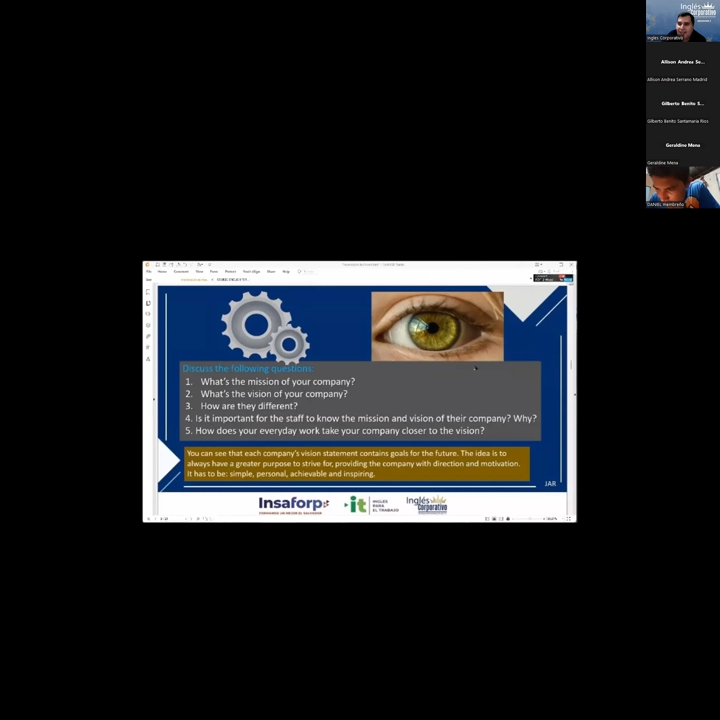 Inglés
Corporativo
Ingles Corporativo
Allison Andrea Se...
Allison Andrea Serrano Madrid
Gilberto Benito S...
Gilberto Benito Santamaria Rios
Geraldine Mena
Geraldine Mena
DANIEL membreño
Discuss the following questions:
1. What's the mission of your company?
2. What's the vision of your company?
3. How are they different?
4. Is it important for the staff to know the mission and vision of their company? Why?
5. How does your everyday work take your company closer to the vision?
You can see that each company's vision statement contains goals for the future. The idea is to
always have a greater purpose to strive for, providing the company with direction and motivation.
It has to be: simple, personal, achievable and inspiring.
JAR
Insaforp
it
INGLÉS
PARA
EL TRABAJO
Inglés
Corporativo